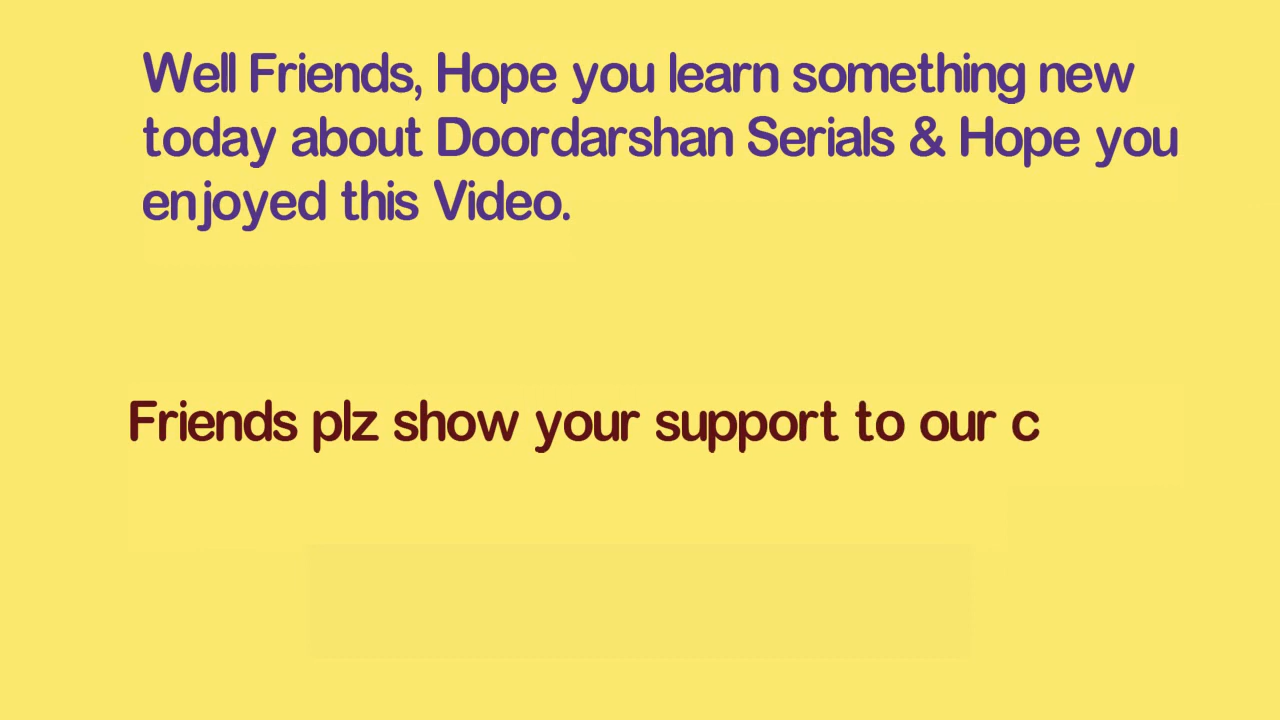 Well Friends, Hope you learn something new
today about Doordarshan Serials & Hope you
enjoyed this Video.
Friends plz show your support to our c